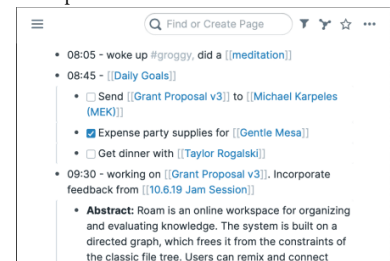 Find or Create Page
08:05 - woke up #groggy, did a [[meditation]]
08:45 - [[Daily Goals]]
Send [[Grant Proposal v3]] to [[Michael Karpeles
(MEK)]]
Expense party supplies for [[Gentle Mesa]]
Get dinner with [[Taylor Rogalski]]
09:30 - working on [[Grant Proposal v3]]. Incorporate
feedback from [[10.6.19 Jam Session]]
Abstract: Roam is an online workspace for organizing
and evaluating knowledge. The system is built on a
directed graph, which frees it from the constraints of
the classic file tree. Users can remix and connect